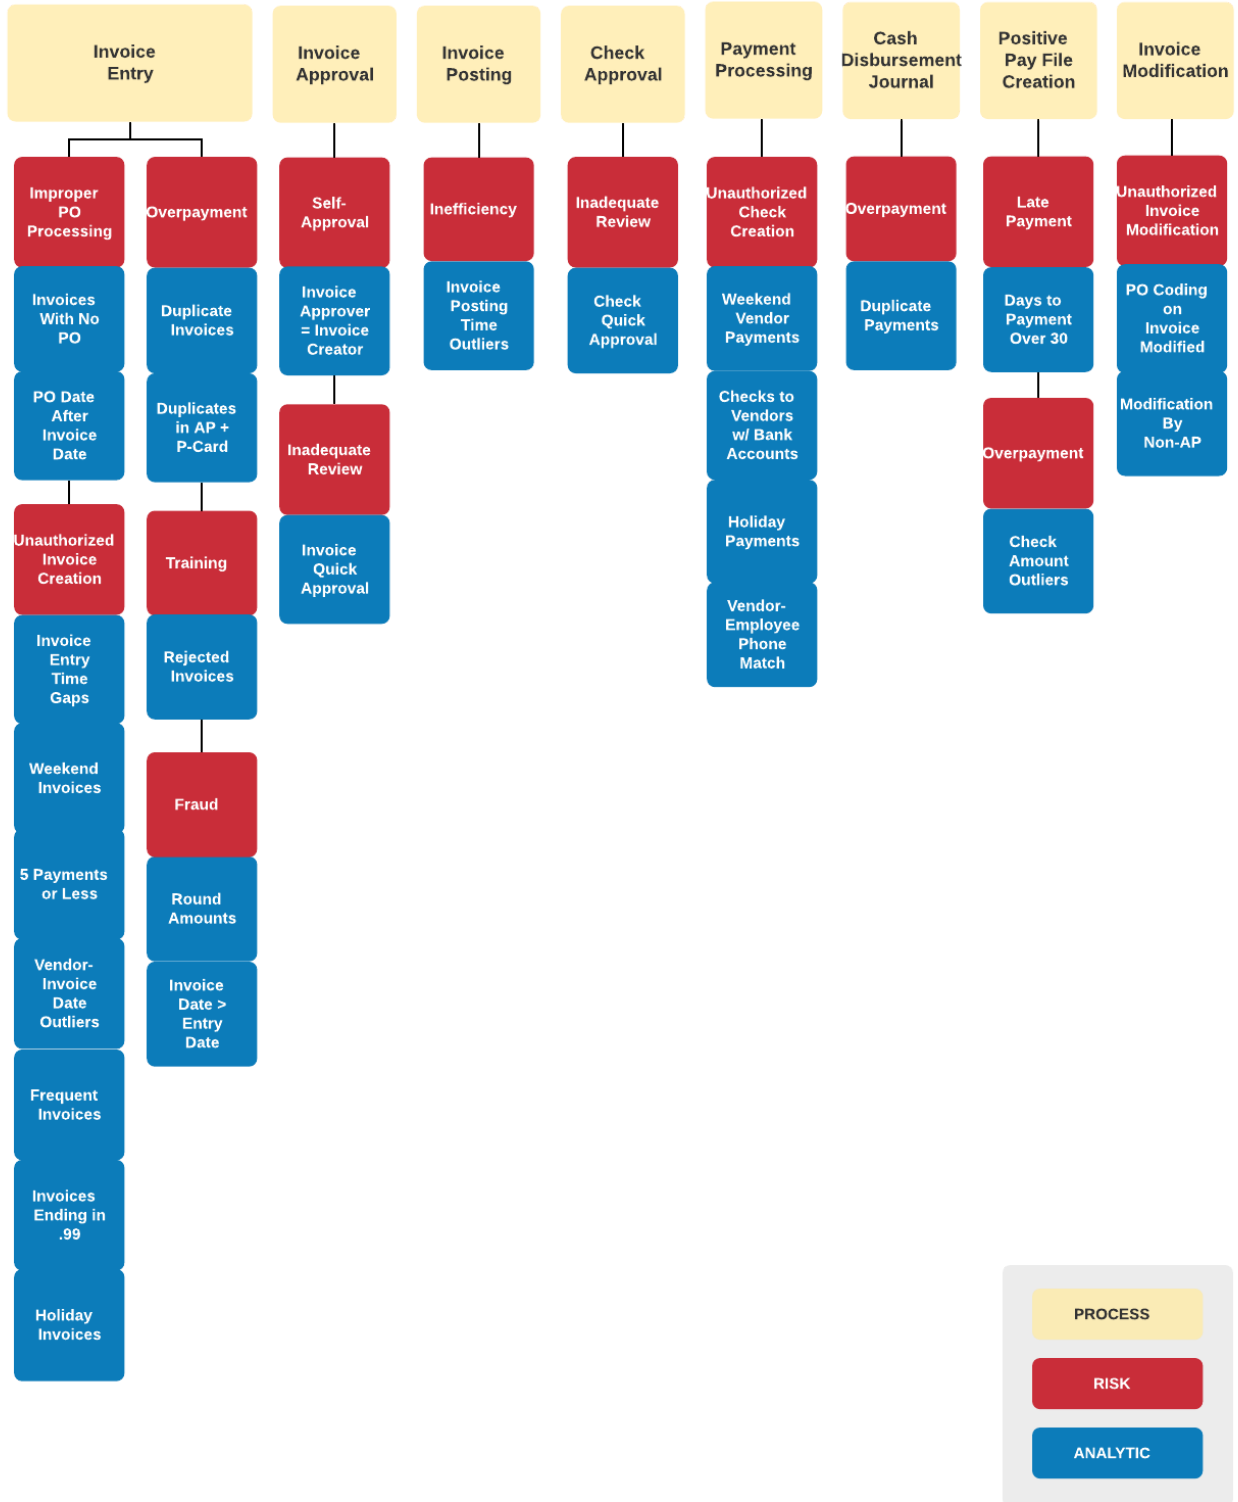 Invoice
Entry
Invoice
Approval
Invoice
Posting
Check
Approval
Payment
Processing
Cash
Disbursement
Journal
Positive
Pay File
Creation
Invoice
Modification
Improper
PO
Processing
Invoices
With No
PO
PO Date
After
Invoice
Date
Unauthorized
Invoice
Creation
Invoice
Entry
Time
Gaps
Weekend
Invoices
5 Payments
or Less
Vendor-
Invoice
Date
Outliers
Frequent
Invoices
Invoices
Ending in
.99
Holiday
Invoices
Overpayment
Duplicate
Invoices
Duplicates
in AP +
P-Card
Training
Rejected
Invoices
Fraud
Round
Amounts
Invoice
Date >
Entry
Date
Self-
Approval
Invoice
Approver
= Invoice
Creator
Inadequate
Review
Invoice
Quick
Approval
Inefficiency
Invoice
Posting
Time
Outliers
Inadequate
Review
Check
Quick
Approval
Unauthorized
Check
Creation
Weekend
Vendor
Payments
Checks to
Vendors
w/ Bank
Accounts
Holiday
Payments
Vendor-
Employee
Phone
Match
Overpayment
Duplicate
Payments
Late
Payment
Days to
Payment
Over 30
Overpayment
Check
Amount
Outliers
Unauthorized
Invoice
Modification
PO Coding
on
Invoice
Modified
Modification
By
Non-AP
PROCESS
RISK
ANALYTIC